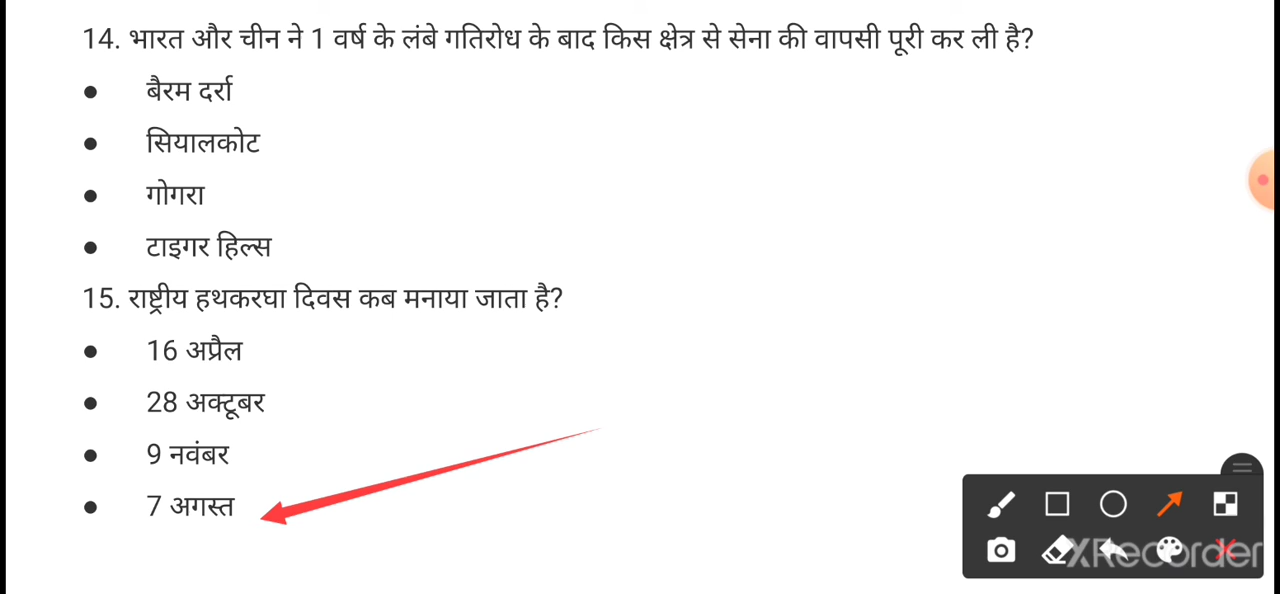 14. भारत और चीन ने 1 वर्ष के लंबे गतिरोध के बाद किस क्षेत्र से सेना की वापसी पूरी कर ली है?
● बैरम दर्रा
● सियालकोट
● गोगरा
● टाइगर हिल्स
15. राष्ट्रीय हथकरघा दिवस कब मनाया जाता है?
● 16 अप्रैल
● 28 अक्टूबर
● 9 नवंबर
● 7 अगस्त
XRecorder